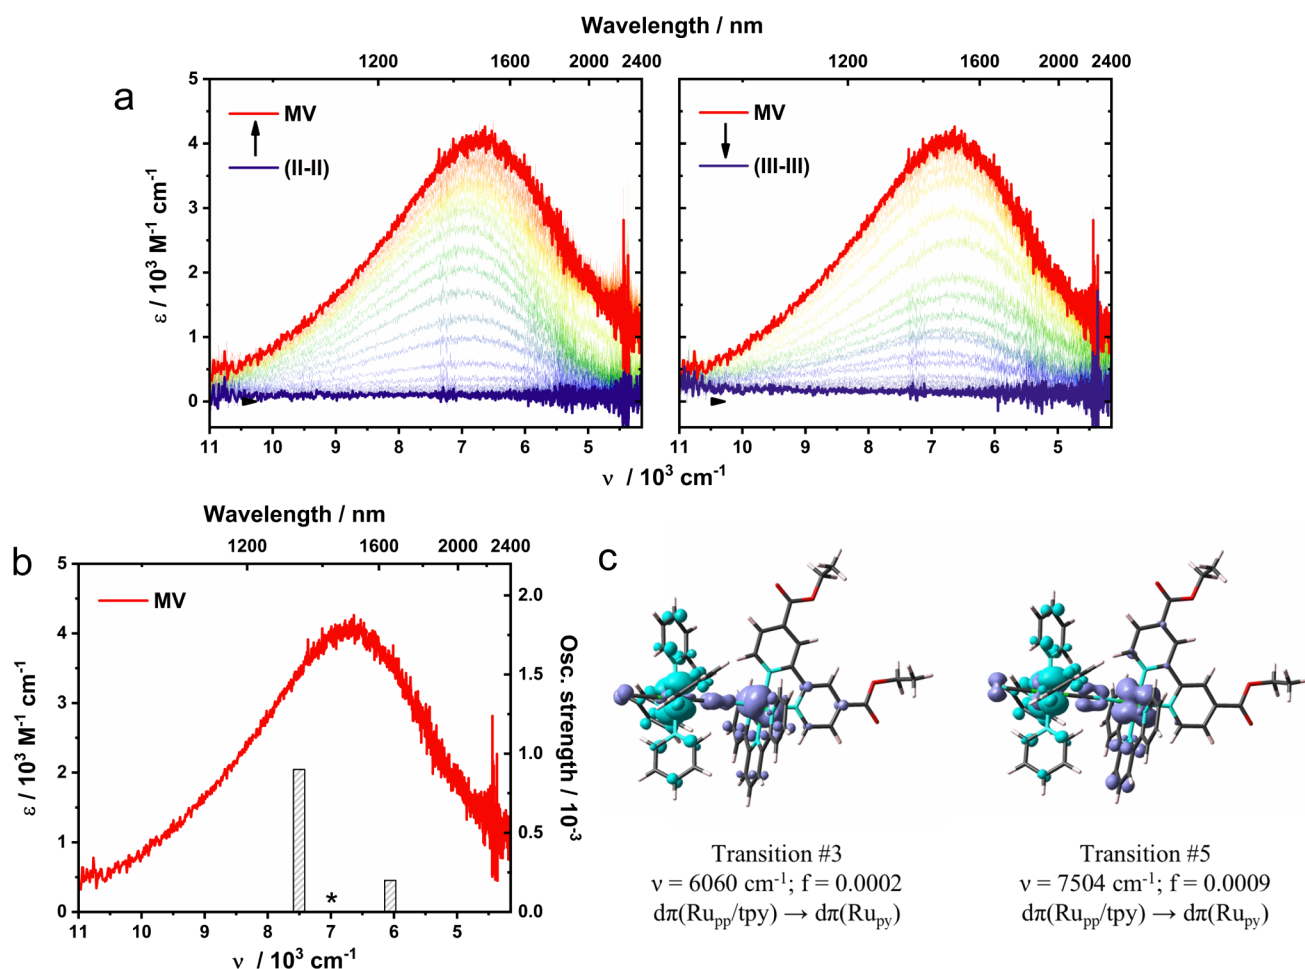 Wavelength / nm
1200 1600 2000 2400 1200 1600 2000 2400
a
5 4 3 2 1 0
ε / 10³ M⁻¹ cm⁻¹
MV
(II-II)
MV
(III-III)
11 10 9 8 7 6 5 11 10 9 8 7 6 5
ν / 10³ cm⁻¹
Wavelength / nm
1200 1600 2000 2400
b
5 4 3 2 1 0
ε / 10³ M⁻¹ cm⁻¹
MV
*
2.0 1.5 1.0 0.5 0.0
Osc. strength / 10⁻³
11 10 9 8 7 6 5
ν / 10³ cm⁻¹
c
Transition #3
ν = 6060 cm⁻¹; f = 0.0002
dπ(Ruₚₚ/tpy) → dπ(Ru_py)
Transition #5
ν = 7504 cm⁻¹; f = 0.0009
dπ(Ruₚₚ/tpy) → dπ(Ru_py)